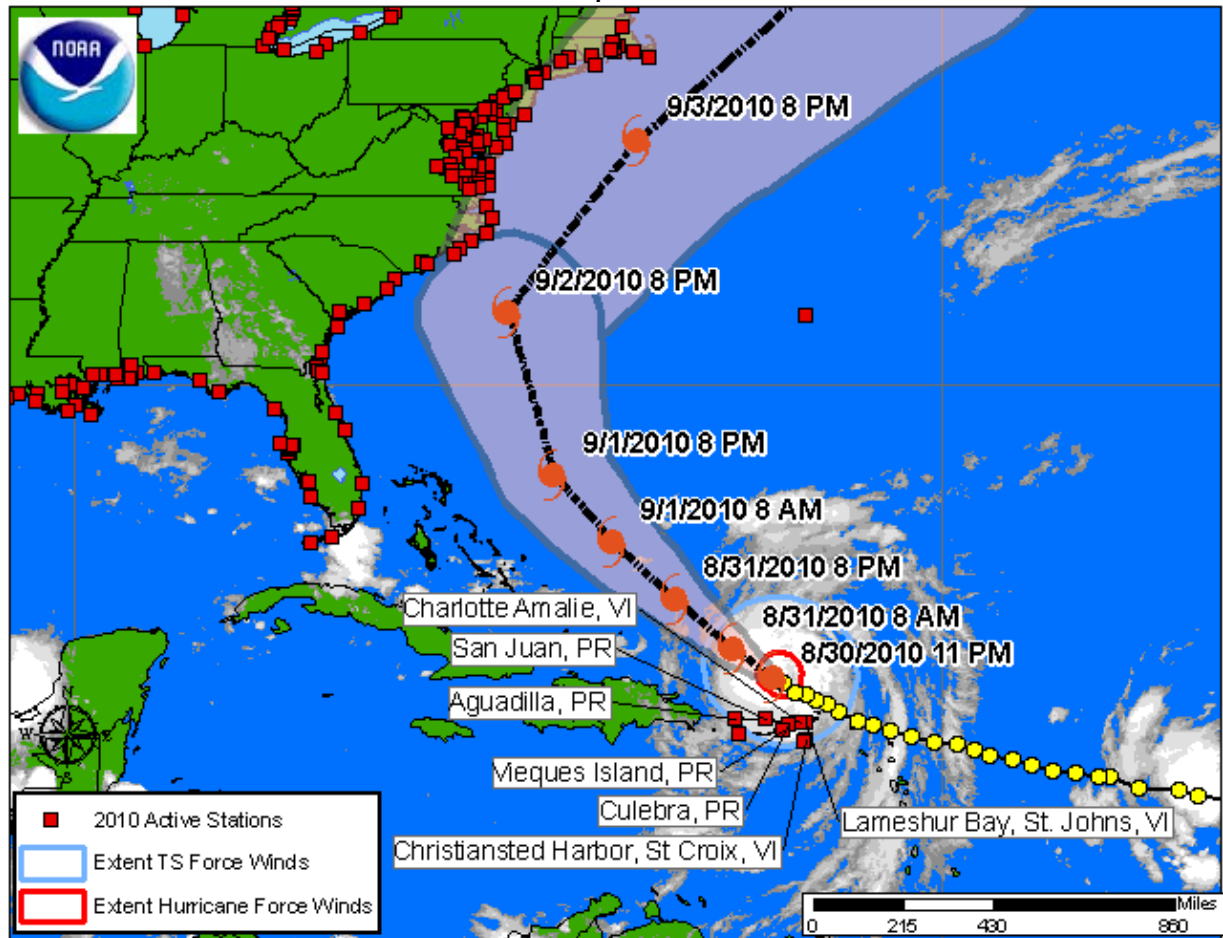 NOAA
9/3/2010 8 PM
9/2/2010 8 PM
9/1/2010 8 PM
9/1/2010 8 AM
8/31/2010 8 PM
Charlotte Amalie, VI
8/31/2010 8 AM
San Juan, PR
8/30/2010 11 PM
Aguadilla, PR
N
W
S
Vieques Island, PR
Culebra, PR
Lameshur Bay, St. Johns, VI
Christiansted Harbor, St Croix, VI
2010 Active Stations
Extent TS Force Winds
Extent Hurricane Force Winds
Miles
0 215 430 860